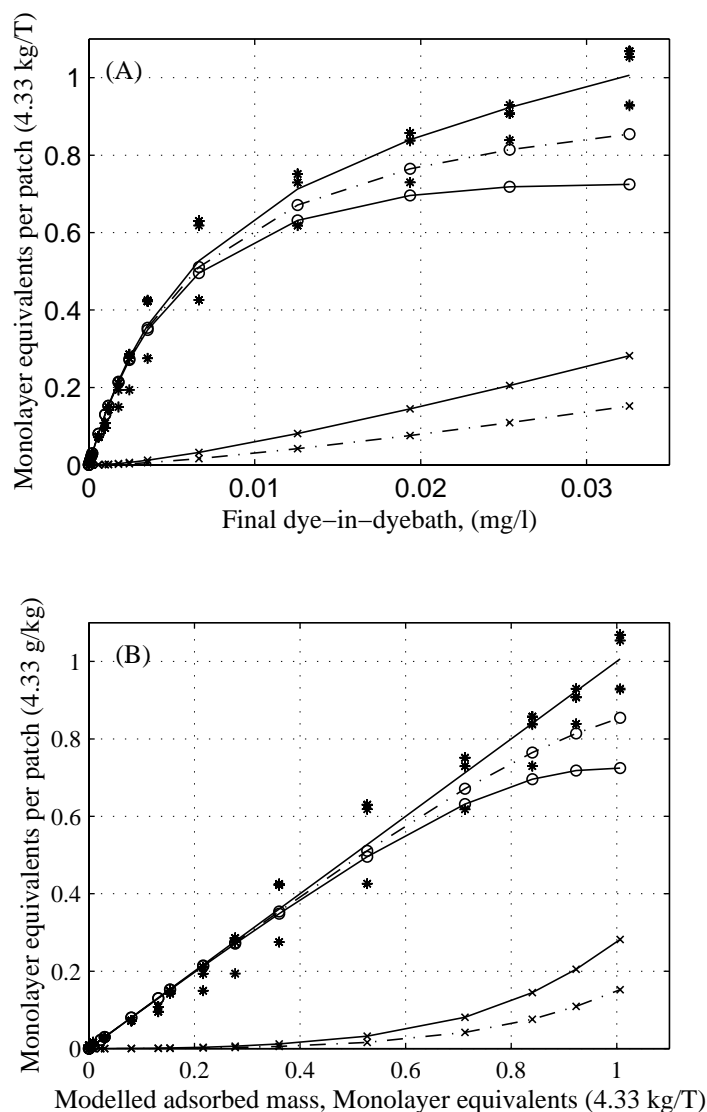 Monolayer equivalents per patch (4.33 kg/T)
(A)
1
0.8
0.6
0.4
0.2
0
0 0.01 0.02 0.03
Final dye−in−dyebath, (mg/l)
Monolayer equivalents per patch (4.33 g/kg)
(B)
1
0.8
0.6
0.4
0.2
0
0 0.2 0.4 0.6 0.8 1
Modelled adsorbed mass, Monolayer equivalents (4.33 kg/T)